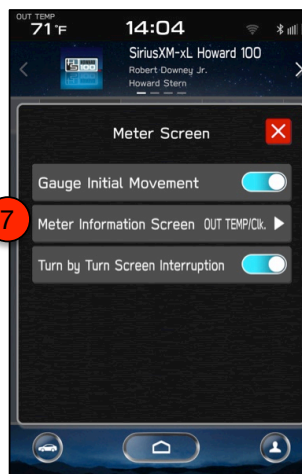 OUT TEMP
71°F
14:04
SiriusXM-xL Howard 100
Robert Downey Jr.
Howard Stern
100
Meter Screen
Gauge Initial Movement
7
Meter Information Screen OUT TEMP/Clk.
Turn by Turn Screen Interruption